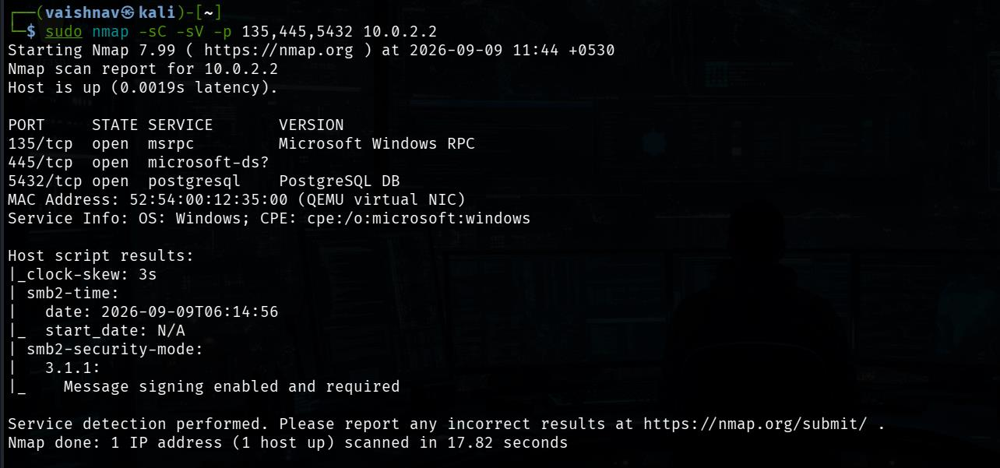 ┌──(vaishnav㉿kali)-[~]
└─$ sudo nmap -sC -sV -p 135,445,5432 10.0.2.2
Starting Nmap 7.99 ( https://nmap.org ) at 2026-09-09 11:44 +0530
Nmap scan report for 10.0.2.2
Host is up (0.0019s latency).

PORT     STATE SERVICE       VERSION
135/tcp  open  msrpc         Microsoft Windows RPC
445/tcp  open  microsoft-ds?
5432/tcp open  postgresql    PostgreSQL DB
MAC Address: 52:54:00:12:35:00 (QEMU virtual NIC)
Service Info: OS: Windows; CPE: cpe:/o:microsoft:windows

Host script results:
|_clock-skew: 3s
| smb2-time:
|   date: 2026-09-09T06:14:56
|_  start_date: N/A
| smb2-security-mode:
|   3.1.1:
|_    Message signing enabled and required

Service detection performed. Please report any incorrect results at https://nmap.org/submit/ .
Nmap done: 1 IP address (1 host up) scanned in 17.82 seconds